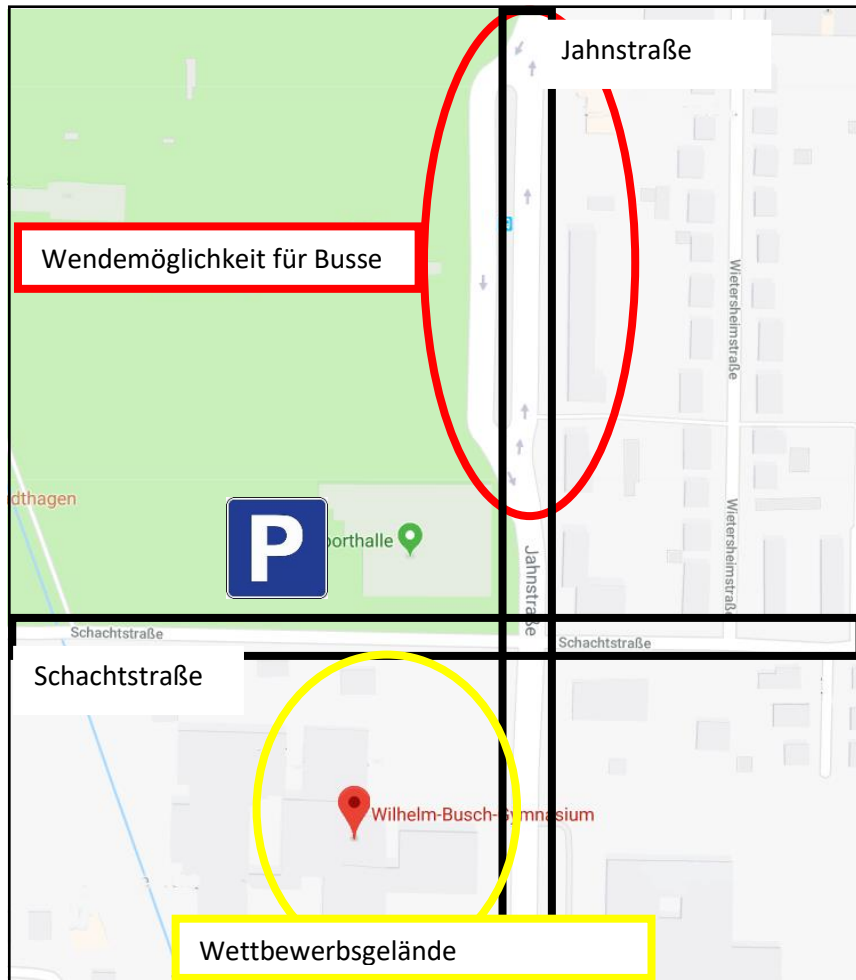 Jahnstraße
Wendemöglichkeit für Busse
Wietersheimstraße
dthagen
P
porthalle
Jahnstraße
Wietersheimstraße
Schachtstraße
Schachtstraße
Schachtstraße
Wilhelm-Busch-Gymnasium
Wettbewerbsgelände